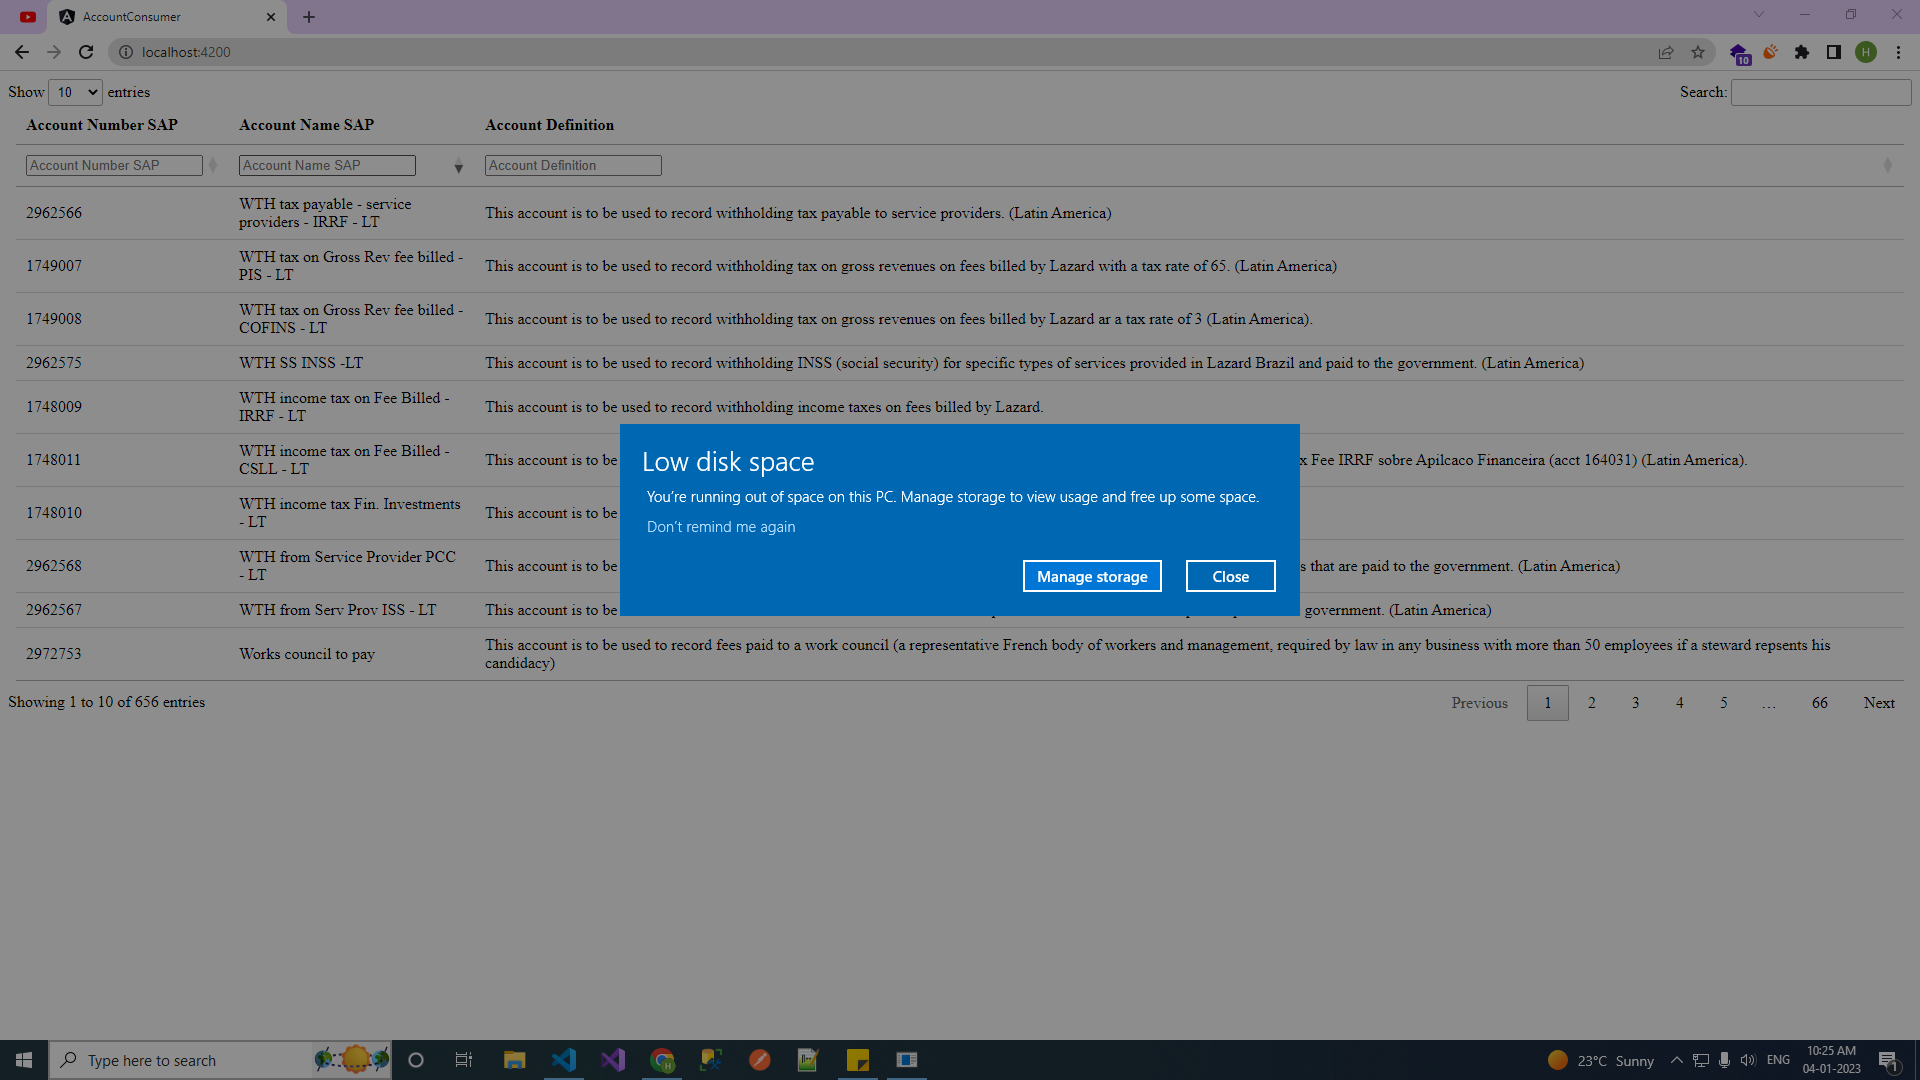 AccountConsumer
localhost:4200
10
H
Show 10 entries
Search:
Account Number SAP Account Name SAP Account Definition
Account Number SAP Account Name SAP Account Definition
2962566 WTH tax payable - service providers - IRRF - LT This account is to be used to record withholding tax payable to service providers. (Latin America)
1749007 WTH tax on Gross Rev fee billed - PIS - LT This account is to be used to record withholding tax on gross revenues on fees billed by Lazard with a tax rate of 65. (Latin America)
1749008 WTH tax on Gross Rev fee billed - COFINS - LT This account is to be used to record withholding tax on gross revenues on fees billed by Lazard ar a tax rate of 3 (Latin America).
2962575 WTH SS INSS -LT This account is to be used to record withholding INSS (social security) for specific types of services provided in Lazard Brazil and paid to the government. (Latin America)
1748009 WTH income tax on Fee Billed - IRRF - LT This account is to be used to record withholding income taxes on fees billed by Lazard.
1748011 WTH income tax on Fee Billed - CSLL - LT This account is to be x Fee IRRF sobre Apilcaco Financeira (acct 164031) (Latin America).
1748010 WTH income tax Fin. Investments - LT This account is to be
2962568 WTH from Service Provider PCC - LT This account is to be s that are paid to the government. (Latin America)
2962567 WTH from Serv Prov ISS - LT This account is to be government. (Latin America)
2972753 Works council to pay This account is to be used to record fees paid to a work council (a representative French body of workers and management, required by law in any business with more than 50 employees if a steward repsents his candidacy)
Showing 1 to 10 of 656 entries
Previous 1 2 3 4 5 … 66 Next
Low disk space
You're running out of space on this PC. Manage storage to view usage and free up some space.
Don't remind me again
Manage storage Close
Type here to search
23°C Sunny
ENG
10:25 AM
04-01-2023
1